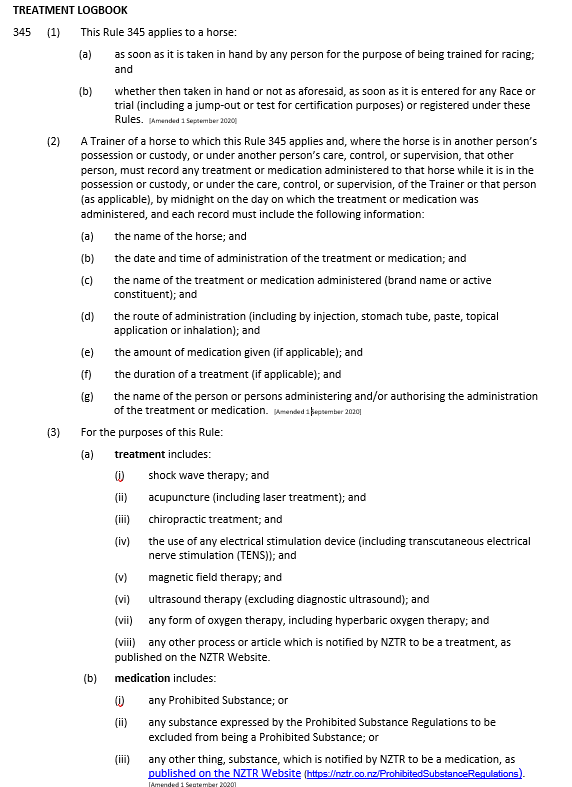 TREATMENT LOGBOOK
345 (1) This Rule 345 applies to a horse:
(a) as soon as it is taken in hand by any person for the purpose of being trained for racing;
and
(b) whether then taken in hand or not as aforesaid, as soon as it is entered for any Race or
trial (including a jump-out or test for certification purposes) or registered under these
Rules. [Amended 1 September 2020]
(2) A Trainer of a horse to which this Rule 345 applies and, where the horse is in another person's
possession or custody, or under another person's care, control, or supervision, that other
person, must record any treatment or medication administered to that horse while it is in the
possession or custody, or under the care, control, or supervision, of the Trainer or that person
(as applicable), by midnight on the day on which the treatment or medication was
administered, and each record must include the following information:
(a) the name of the horse; and
(b) the date and time of administration of the treatment or medication; and
(c) the name of the treatment or medication administered (brand name or active
constituent); and
(d) the route of administration (including by injection, stomach tube, paste, topical
application or inhalation); and
(e) the amount of medication given (if applicable); and
(f) the duration of a treatment (if applicable); and
(g) the name of the person or persons administering and/or authorising the administration
of the treatment or medication. [Amended 1 September 2020]
(3) For the purposes of this Rule:
(a) treatment includes:
(i) shock wave therapy; and
(ii) acupuncture (including laser treatment); and
(iii) chiropractic treatment; and
(iv) the use of any electrical stimulation device (including transcutaneous electrical
nerve stimulation (TENS)); and
(v) magnetic field therapy; and
(vi) ultrasound therapy (excluding diagnostic ultrasound); and
(vii) any form of oxygen therapy, including hyperbaric oxygen therapy; and
(viii) any other process or article which is notified by NZTR to be a treatment, as
published on the NZTR Website.
(b) medication includes:
(i) any Prohibited Substance; or
(ii) any substance expressed by the Prohibited Substance Regulations to be
excluded from being a Prohibited Substance; or
(iii) any other thing, substance, which is notified by NZTR to be a medication, as
published on the NZTR Website (https://nztr.co.nz/ProhibitedSubstanceRegulations).
[Amended 1 September 2020]